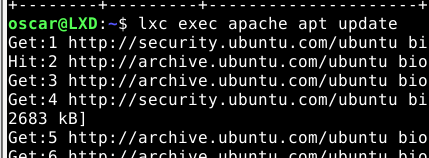 +--------+---------+--------------------+
oscar@LXD:~$ lxc exec apache apt update
Get:1 http://security.ubuntu.com/ubuntu bio
Hit:2 http://archive.ubuntu.com/ubuntu bio
Get:3 http://archive.ubuntu.com/ubuntu bio
Get:4 http://security.ubuntu.com/ubuntu bi
2683 kB]
Get:5 http://archive.ubuntu.com/ubuntu bio
Get:6 http://archive.ubuntu.com/ubuntu bio